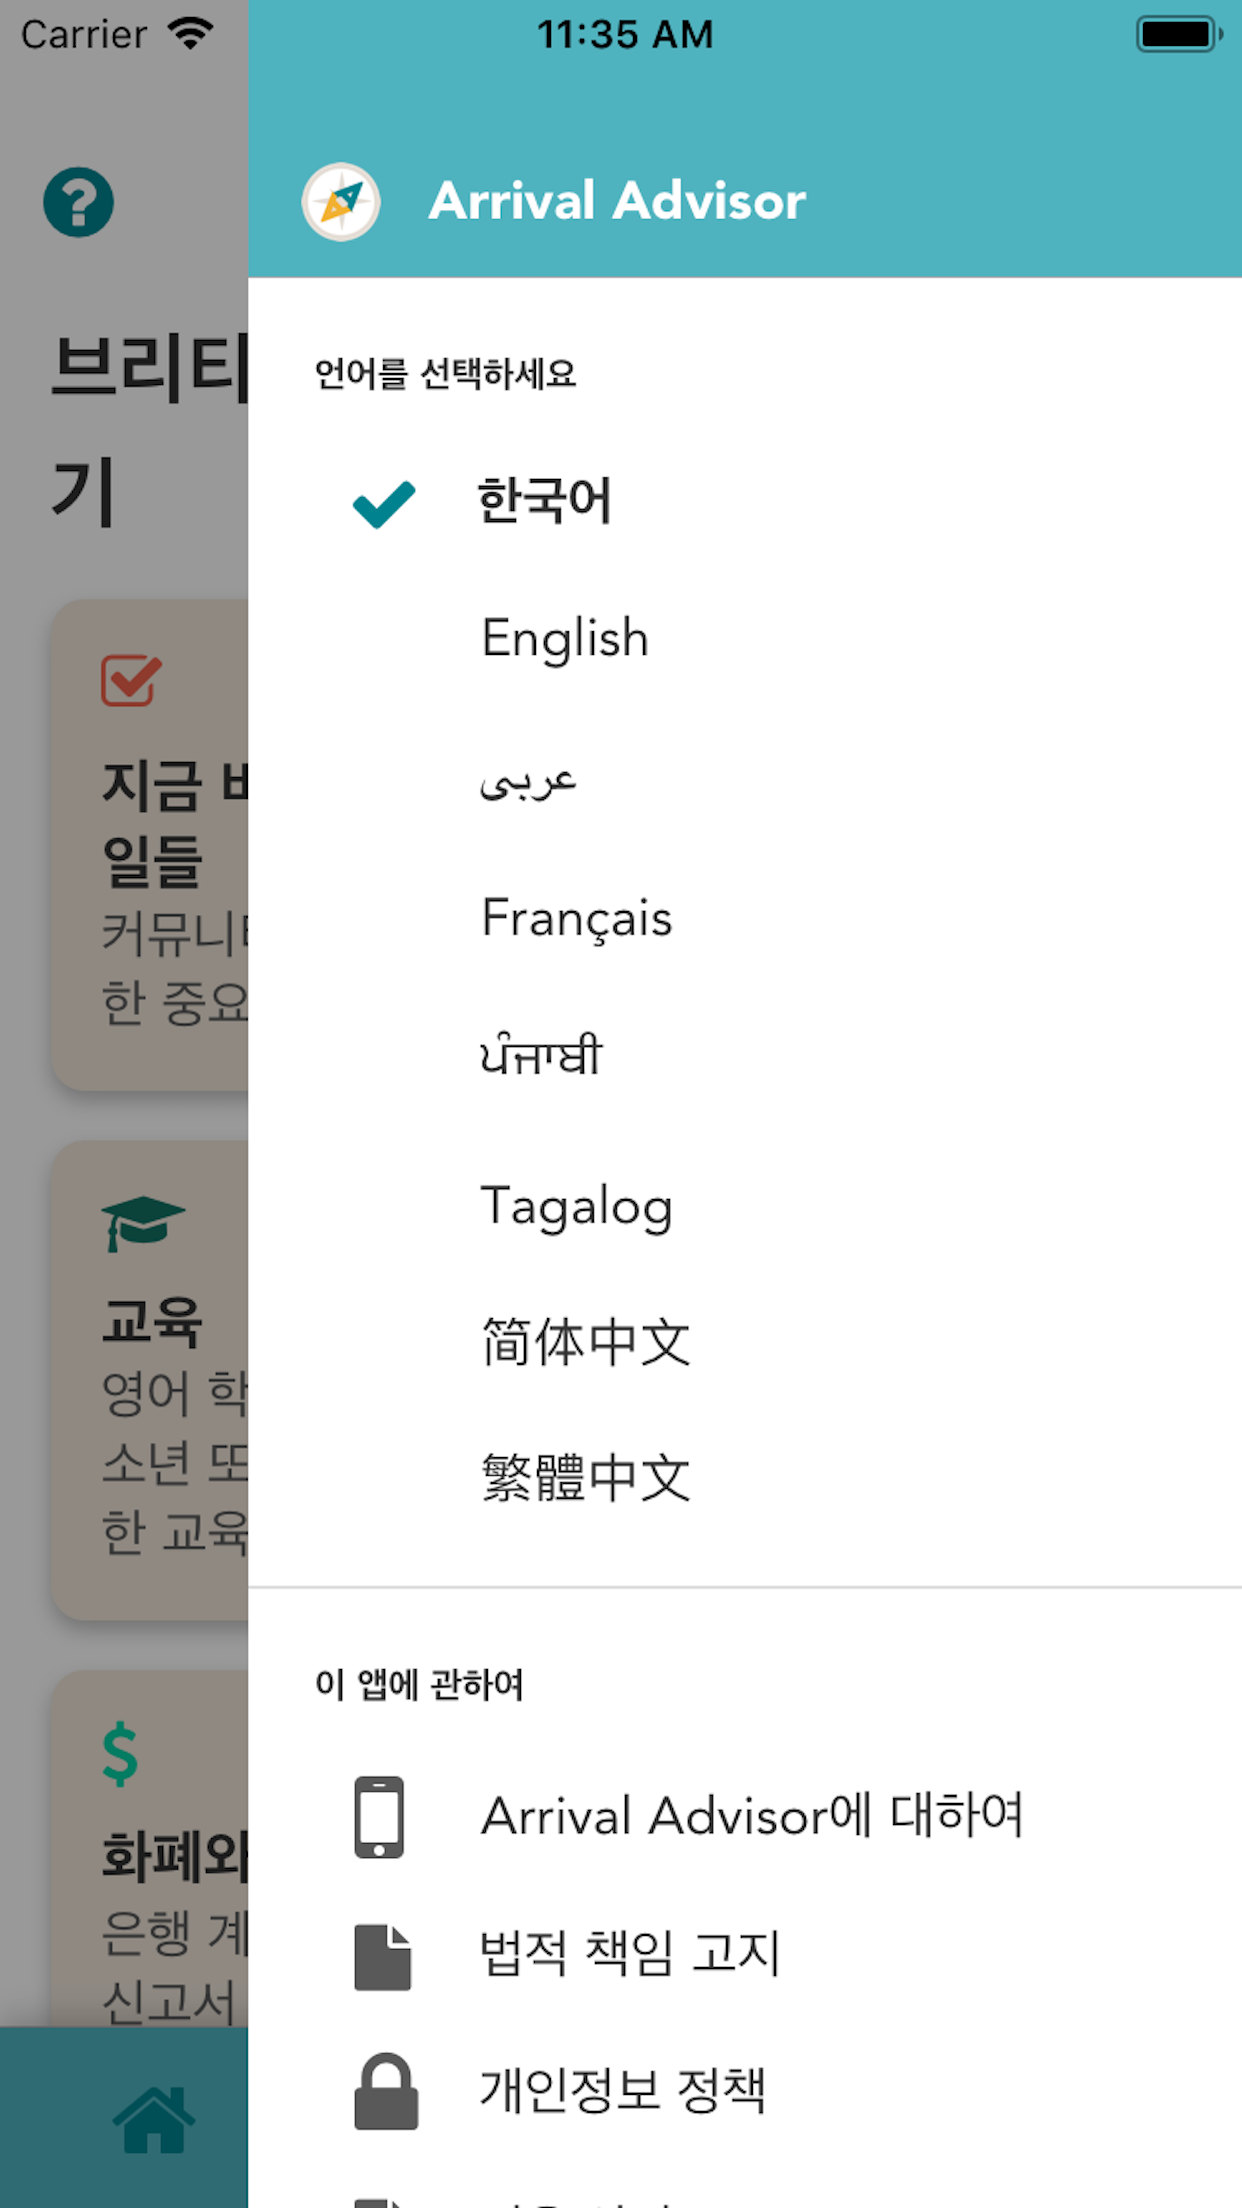 Carrier
11:35 AM
Arrival Advisor
언어를 선택하세요
한국어
English
عربى
Français
ਪੰਜਾਬੀ
Tagalog
简体中文
繁體中文
이 앱에 관하여
Arrival Advisor에 대하여
법적 책임 고지
개인정보 정책
브리티
기
지금
일들
커뮤니티
한 중요
교육
영어 학
소년 또
한 교육
화폐와
은행 계
신고서